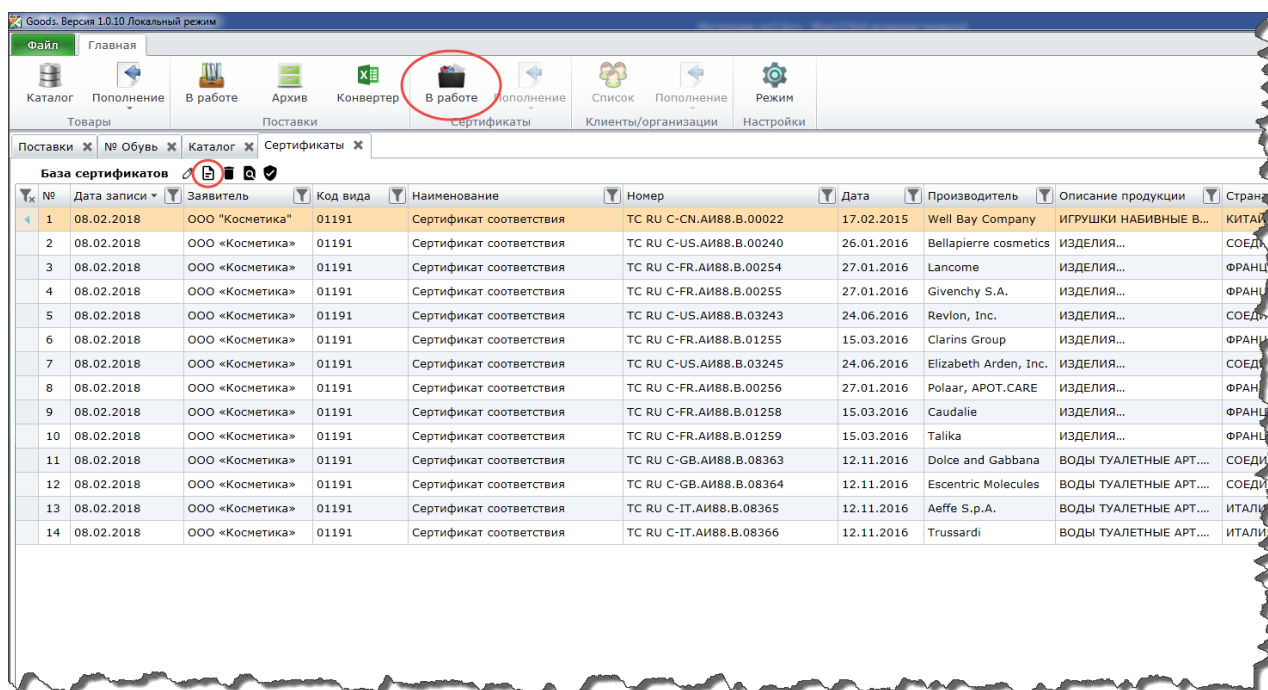 Goods. Версия 1.0.10 Локальный режим
Файл Главная
Каталог Пополнение В работе Архив Конвертер В работе Пополнение Список Пополнение Режим
Товары Поставки Сертификаты Клиенты/организации Настройки
Поставки № Обувь Каталог Сертификаты
База сертификатов
№ Дата записи Заявитель Код вида Наименование Номер Дата Производитель Описание продукции
1 08.02.2018 ООО "Косметика" 01191 Сертификат соответствия ТС RU С-CN.АИ88.В.00022 17.02.2015 Well Bay Company ИГРУШКИ НАБИВНЫЕ В... КИТАЙ
2 08.02.2018 ООО «Косметика» 01191 Сертификат соответствия ТС RU С-US.АИ88.В.00240 26.01.2016 Bellapierre cosmetics ИЗДЕЛИЯ...
3 08.02.2018 ООО «Косметика» 01191 Сертификат соответствия ТС RU С-FR.АИ88.В.00254 27.01.2016 Lancome ИЗДЕЛИЯ...
4 08.02.2018 ООО «Косметика» 01191 Сертификат соответствия ТС RU С-FR.АИ88.В.00255 27.01.2016 Givenchy S.A. ИЗДЕЛИЯ...
5 08.02.2018 ООО «Косметика» 01191 Сертификат соответствия ТС RU С-US.АИ88.В.03243 24.06.2016 Revlon, Inc. ИЗДЕЛИЯ...
6 08.02.2018 ООО «Косметика» 01191 Сертификат соответствия ТС RU С-FR.АИ88.В.01255 15.03.2016 Clarins Group ИЗДЕЛИЯ...
7 08.02.2018 ООО «Косметика» 01191 Сертификат соответствия ТС RU С-US.АИ88.В.03245 24.06.2016 Elizabeth Arden, Inc. ИЗДЕЛИЯ...
8 08.02.2018 ООО «Косметика» 01191 Сертификат соответствия ТС RU С-FR.АИ88.В.00256 27.01.2016 Polaar, APOT.CARE ИЗДЕЛИЯ...
9 08.02.2018 ООО «Косметика» 01191 Сертификат соответствия ТС RU С-FR.АИ88.В.01258 15.03.2016 Caudalie ИЗДЕЛИЯ...
10 08.02.2018 ООО «Косметика» 01191 Сертификат соответствия ТС RU С-FR.АИ88.В.01259 15.03.2016 Talika ИЗДЕЛИЯ...
11 08.02.2018 ООО «Косметика» 01191 Сертификат соответствия ТС RU С-GB.АИ88.В.08363 12.11.2016 Dolce and Gabbana ВОДЫ ТУАЛЕТНЫЕ АРТ....
12 08.02.2018 ООО «Косметика» 01191 Сертификат соответствия ТС RU С-GB.АИ88.В.08364 12.11.2016 Escentric Molecules ВОДЫ ТУАЛЕТНЫЕ АРТ....
13 08.02.2018 ООО «Косметика» 01191 Сертификат соответствия ТС RU С-IT.АИ88.В.08365 12.11.2016 Aeffe S.p.A. ВОДЫ ТУАЛЕТНЫЕ АРТ....
14 08.02.2018 ООО «Косметика» 01191 Сертификат соответствия ТС RU С-IT.АИ88.В.08366 12.11.2016 Trussardi ВОДЫ ТУАЛЕТНЫЕ АРТ....